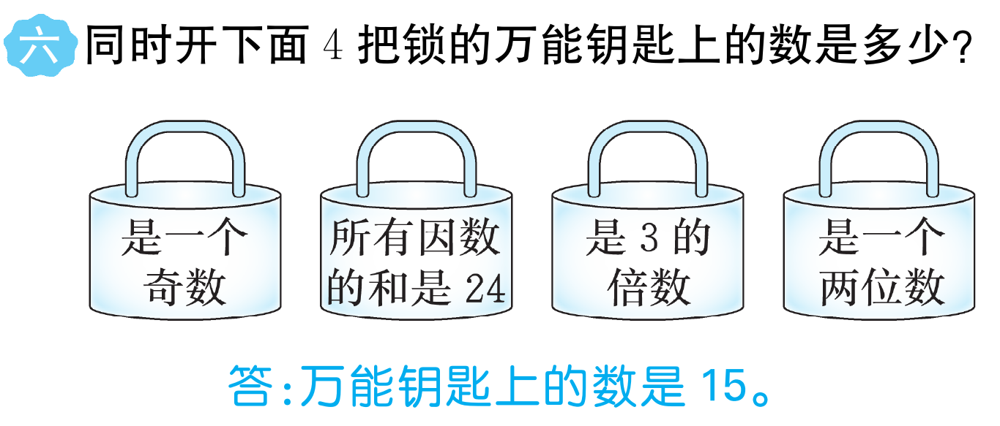 六 同时开下面 4 把锁的万能钥匙上的数是多少?
是一个
奇数
所有因数
的和是 24
是 3 的
倍数
是一个
两位数
答:万能钥匙上的数是 15。